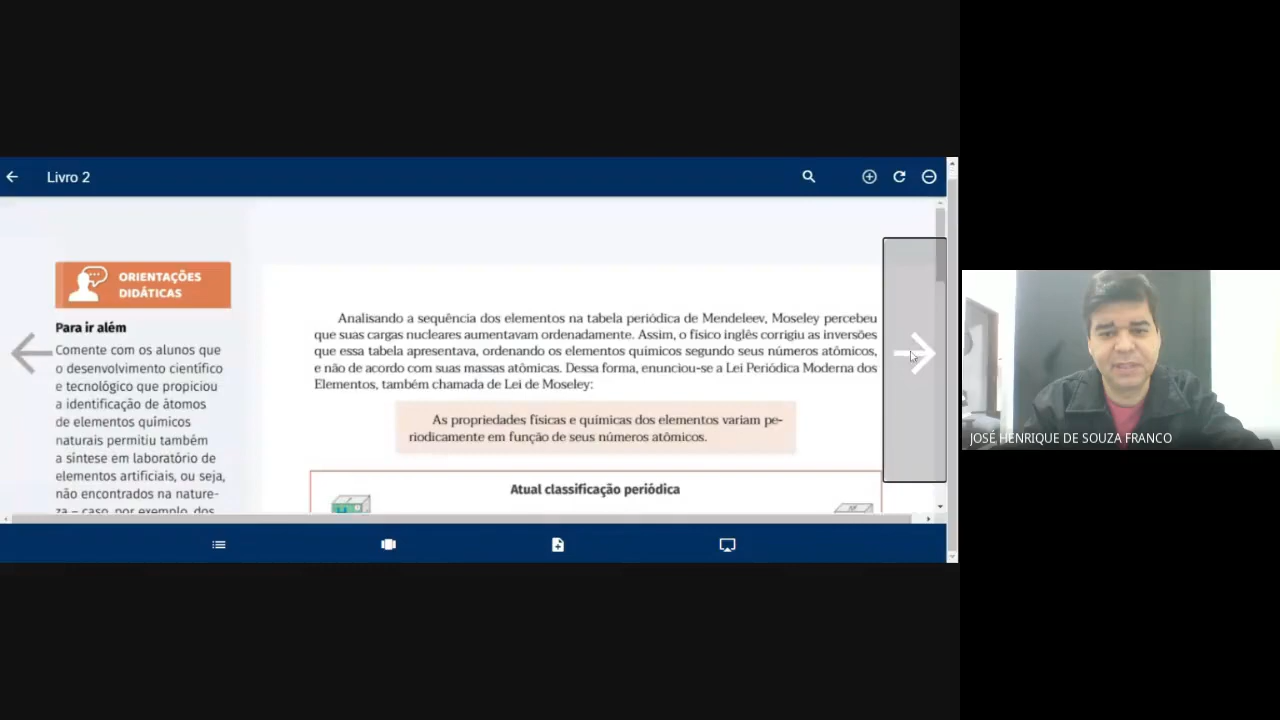 Livro 2
ORIENTAÇÕES
DIDÁTICAS
Para ir além
Comente com os alunos que
o desenvolvimento científico
e tecnológico que propiciou
a identificação de átomos
de elementos químicos
naturais permitiu também
a síntese em laboratório de
elementos artificiais, ou seja,
não encontrados na nature-
za – caso, por exemplo, dos
Analisando a sequência dos elementos na tabela periódica de Mendeleev, Moseley percebeu
que suas cargas nucleares aumentavam ordenadamente. Assim, o físico inglês corrigiu as inversões
que essa tabela apresentava, ordenando os elementos químicos segundo seus números atômicos,
e não de acordo com suas massas atômicas. Dessa forma, enunciou-se a Lei Periódica Moderna dos
Elementos, também chamada de Lei de Moseley:
As propriedades físicas e químicas dos elementos variam pe-
riodicamente em função de seus números atômicos.
Atual classificação periódica
JOSÉ HENRIQUE DE SOUZA FRANCO